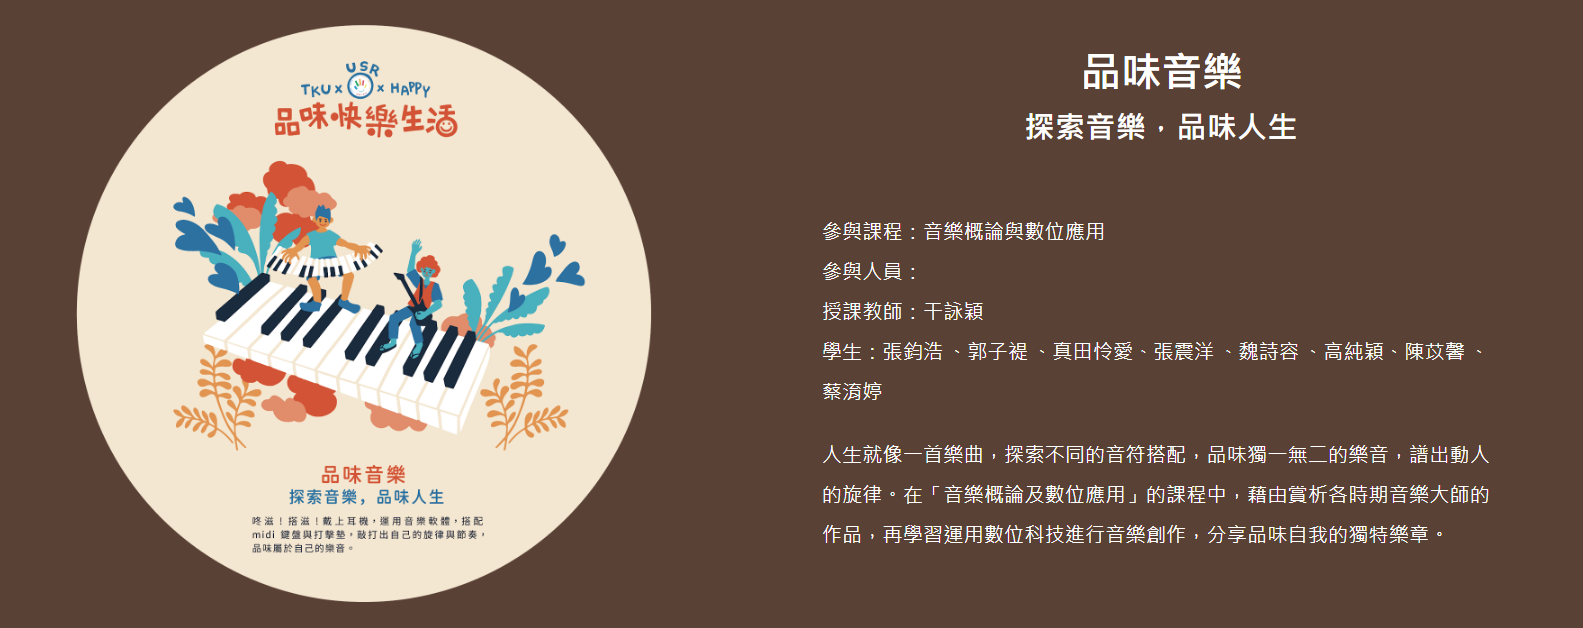 USR
TKU x x HAPPY
品味·快樂生活
品味音樂
探索音樂，品味人生
咚滋！搭滋！戴上耳機，運用音樂軟體，搭配
midi 鍵盤與打擊墊，敲打出自己的旋律與節奏，
品味屬於自己的樂音。
品味音樂
探索音樂，品味人生
參與課程：音樂概論與數位應用
參與人員：
授課教師：干詠穎
學生：張鈞浩 、郭子禔 、真田怜愛、張震洋 、魏詩容 、高純穎、陳苡馨 、
蔡淯婷
人生就像一首樂曲，探索不同的音符搭配，品味獨一無二的樂音，譜出動人
的旋律。在「音樂概論及數位應用」的課程中，藉由賞析各時期音樂大師的
作品，再學習運用數位科技進行音樂創作，分享品味自我的獨特樂章。